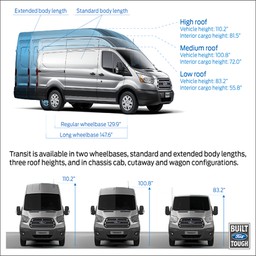 Extended body length
Standard body length
High roof
Vehicle height: 110.2"
Interior cargo height: 81.5"
Medium roof
Vehicle height: 100.8"
Interior cargo height: 72.0"
Low roof
Vehicle height: 83.2"
Interior cargo height: 55.8"
Regular wheelbase 129.9"
Long wheelbase 147.6"
Transit is available in two wheelbases, standard and extended body lengths,
three roof heights, and in chassis cab, cutaway and wagon configurations.
110.2"
100.8"
83.2"
BUILT
Ford
TOUGH